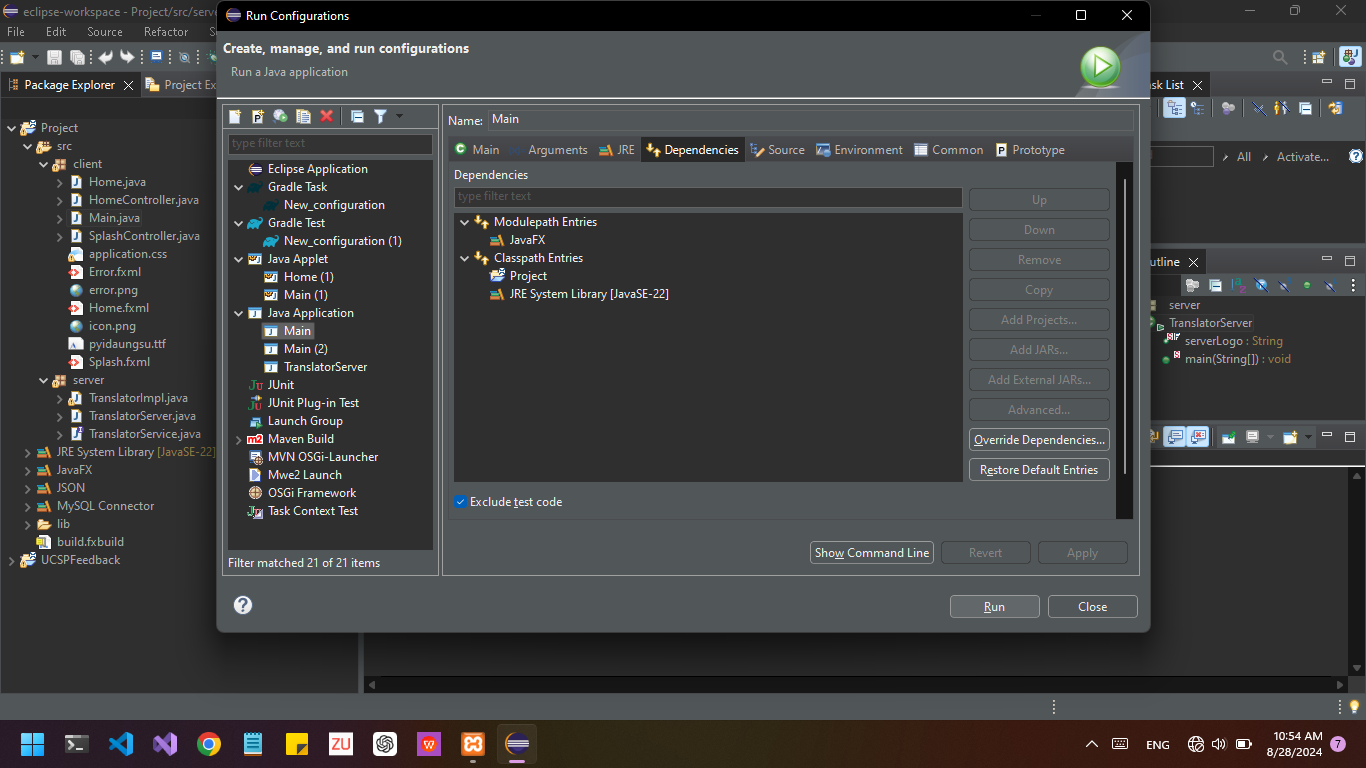 eclipse-workspace - Project/src/serve
File Edit Source Refactor S
Package Explorer
Project Ex
Project
src
client
Home.java
HomeController.java
Main.java
SplashController.java
application.css
Error.fxml
error.png
Home.fxml
icon.png
pyidaungsu.ttf
Splash.fxml
server
TranslatorImpl.java
TranslatorServer.java
TranslatorService.java
JRE System Library [JavaSE-22]
JavaFX
JSON
MySQL Connector
lib
build.fxbuild
UCSPFeedback
Run Configurations
Create, manage, and run configurations
Run a Java application
type filter text
Eclipse Application
Gradle Task
New_configuration
Gradle Test
New_configuration (1)
Java Applet
Home (1)
Main (1)
Java Application
Main
Main (2)
TranslatorServer
JUnit
JUnit Plug-in Test
Launch Group
Maven Build
MVN OSGi-Launcher
Mwe2 Launch
OSGi Framework
Task Context Test
Filter matched 21 of 21 items
Name: Main
Main Arguments JRE Dependencies Source Environment Common Prototype
Dependencies
type filter text
Modulepath Entries
JavaFX
Classpath Entries
Project
JRE System Library [JavaSE-22]
Up
Down
Remove
Copy
Add Projects...
Add JARs...
Add External JARs...
Advanced...
Override Dependencies...
Restore Default Entries
Exclude test code
Show Command Line Revert Apply
Run Close
sk List
All Activate...
utline
server
TranslatorServer
serverLogo : String
main(String[]) : void
ZU
ENG
10:54 AM
8/28/2024
7